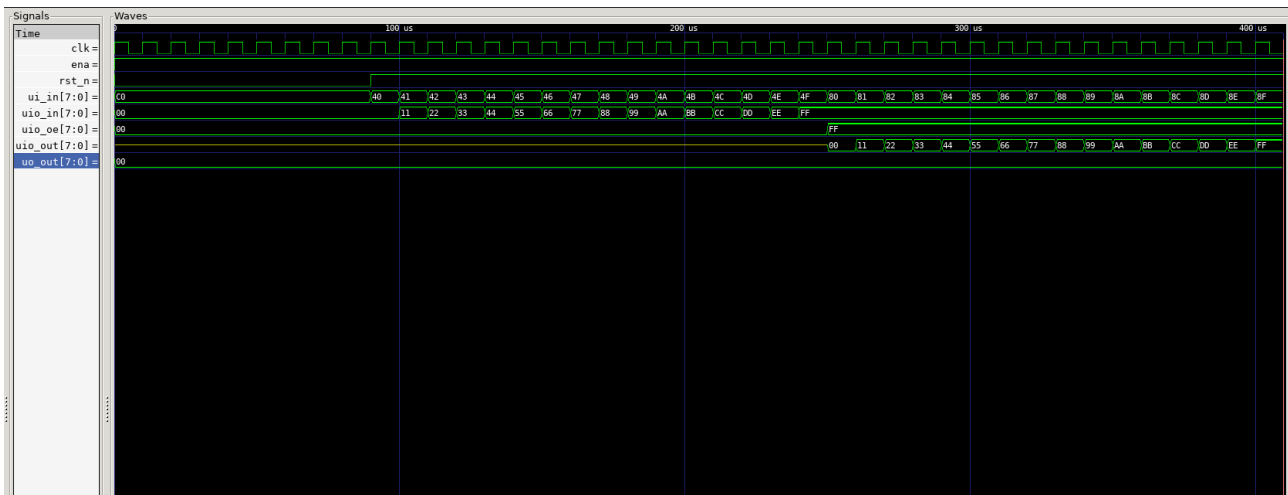 Signals Waves
Time 0 100 us 200 us 300 us 400 us
clk =
ena =
rst_n =
ui_in[7:0] = C0 40 41 42 43 44 45 46 47 48 49 4A 4B 4C 4D 4E 4F 80 81 82 83 84 85 86 87 88 89 8A 8B 8C 8D 8E 8F
uio_in[7:0] = 00 11 22 33 44 55 66 77 88 99 AA BB CC DD EE FF
uio_oe[7:0] = 00 FF
uio_out[7:0] = 00 11 22 33 44 55 66 77 88 99 AA BB CC DD EE FF
uo_out[7:0] = 00